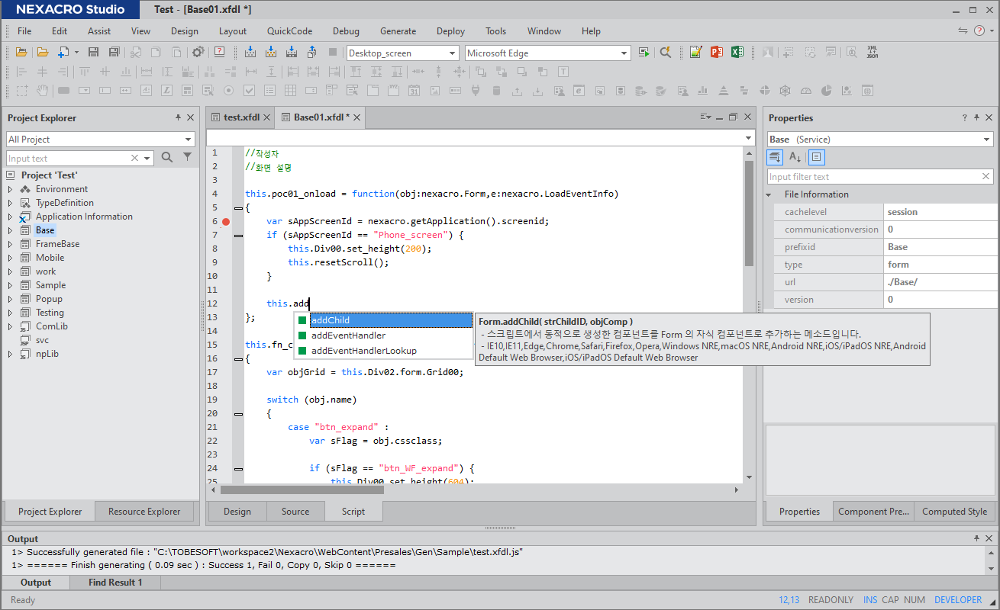 NEXACRO Studio
Test - [Base01.xfdl *]
File Edit Assist View Design Layout QuickCode Debug Generate Deploy Tools Window Help
Desktop_screen
Microsoft Edge
Project Explorer
All Project
Input text
Project 'Test'
Environment
TypeDefinition
Application Information
Base
FrameBase
Mobile
work
Sample
Popup
Testing
ComLib
svc
npLib
Project Explorer
Resource Explorer
test.xfdl
Base01.xfdl *
1 //작성자
2 //화면 설명
3
4 this.poc01_onload = function(obj:nexacro.Form,e:nexacro.LoadEventInfo)
5 {
6 var sAppScreenId = nexacro.getApplication().screenid;
7 if (sAppScreenId == "Phone_screen") {
8 this.Div00.set_height(200);
9 this.resetScroll();
10 }
11
12 this.add
13 };
14
15 this.fn_c
16 {
17 var objGrid = this.Div02.form.Grid00;
18
19 switch (obj.name)
20 {
21 case "btn_expand" :
22 var sFlag = obj.cssclass;
23
24 if (sFlag == "btn_WF_expand") {
25 this.Div00.set_height(604);
addChild
addEventHandler
addEventHandlerLookup
Form.addChild( strChildID, objComp )
- 스크립트에서 동적으로 생성한 컴포넌트를 Form 의 자식 컴포넌트로 추가하는 메소드입니다.
- IE10,IE11,Edge,Chrome,Safari,Firefox,Opera,Windows NRE,macOS NRE,Android NRE,iOS/iPadOS NRE,Android
Default Web Browser,iOS/iPadOS Default Web Browser
Design
Source
Script
Properties
Base (Service)
Input filter text
File Information
cachelevel session
communicationversion 0
prefixid Base
type form
url ./Base/
version 0
Properties
Component Pre...
Computed Style
Output
1> Successfully generated file : "C:\TOBESOFT\workspace2\Nexacro\WebContent\Presales\Gen\Sample\test.xfdl.js"
1> ====== Finish generating ( 0.09 sec ) : Success 1, Fail 0, Copy 0, Skip 0 ======
Output
Find Result 1
Ready
12,13 READONLY INS CAP NUM DEVELOPER